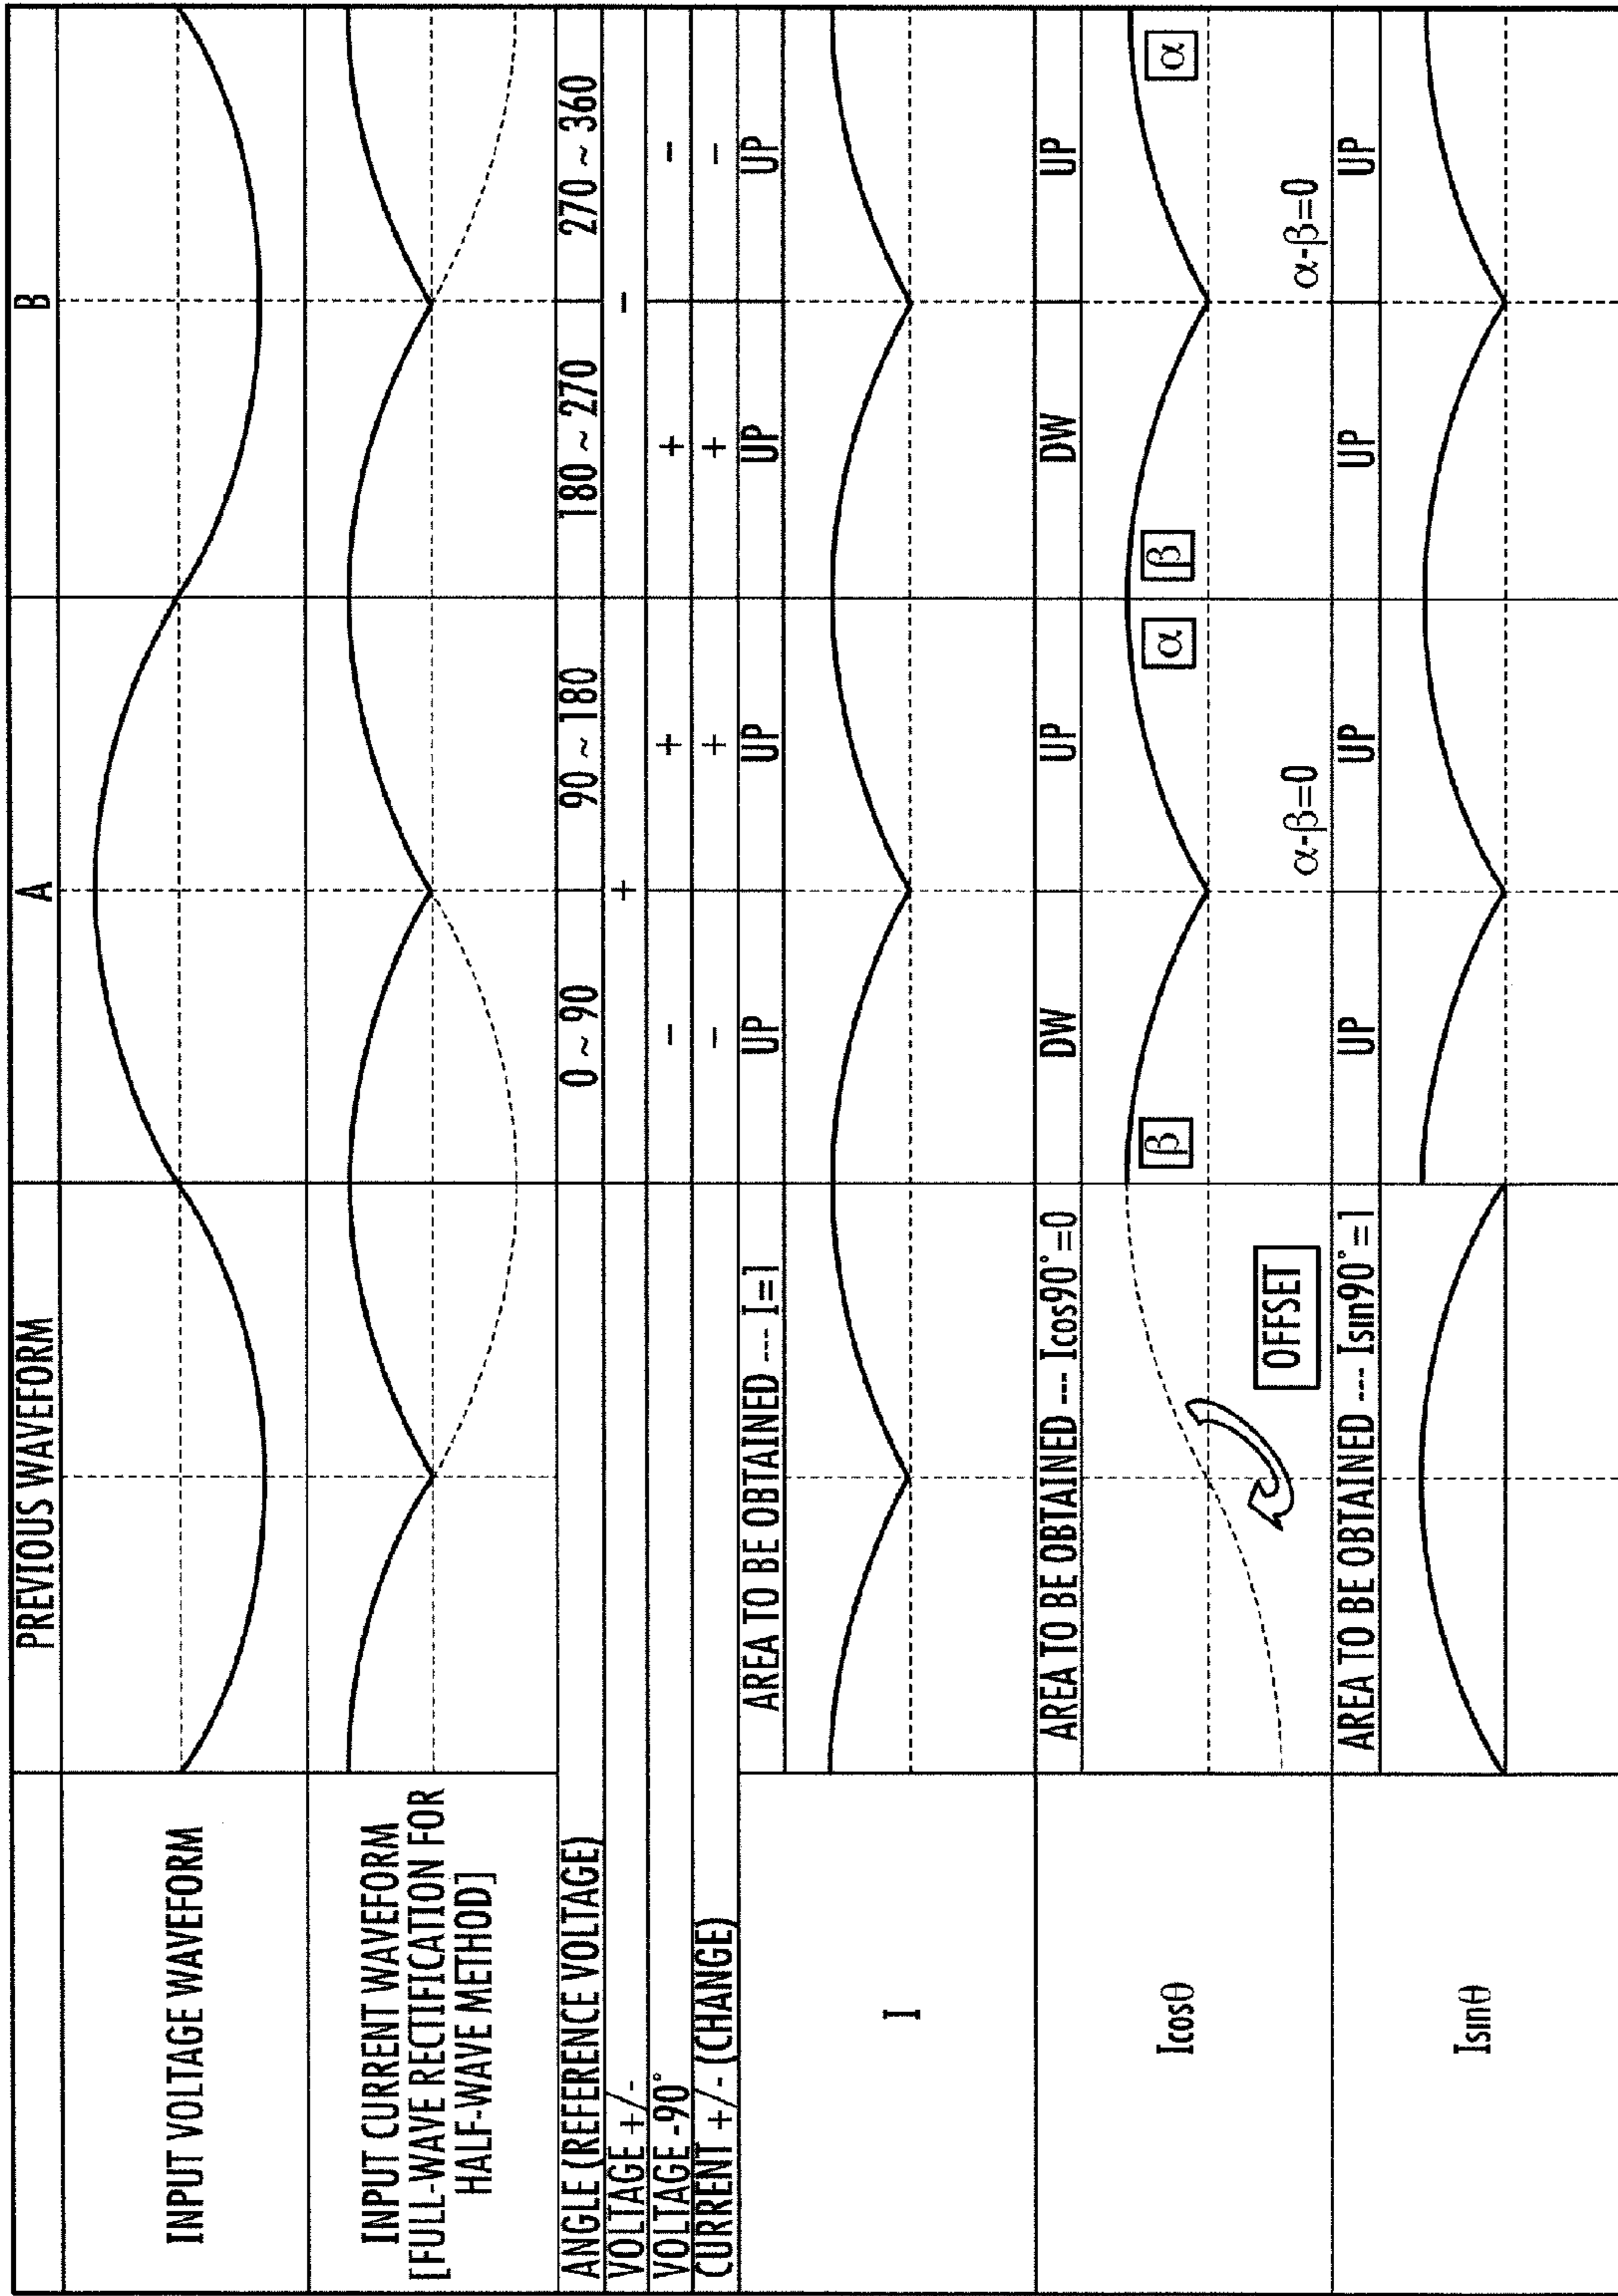 PREVIOUS WAVEFORM
A
B
INPUT VOLTAGE WAVEFORM
INPUT CURRENT WAVEFORM
[FULL-WAVE RECTIFICATION FOR
HALF-WAVE METHOD]
ANGLE (REFERENCE VOLTAGE)
0 ~ 90
90 ~ 180
180 ~ 270
270 ~ 360
VOLTAGE +/-
+
-
VOLTAGE -90°
-
+
+
-
CURRENT +/- (CHANGE)
-
+
+
-
AREA TO BE OBTAINED --- I=1
UP
UP
UP
UP
I
AREA TO BE OBTAINED --- Icos90°=0
DW
UP
DW
UP
Icosθ
β
α
β
α
OFFSET
α-β=0
α-β=0
AREA TO BE OBTAINED --- Isin90°=1
UP
UP
UP
UP
Isinθ